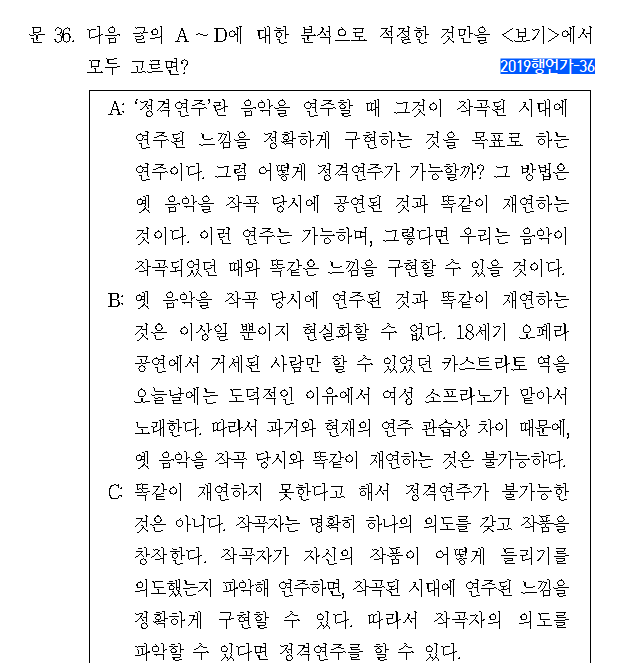 문 36. 다음 글의 A ~ D에 대한 분석으로 적절한 것만을 <보기>에서
모두 고르면?
2019행언가-36
A: ‘정격연주’란 음악을 연주할 때 그것이 작곡된 시대에
연주된 느낌을 정확하게 구현하는 것을 목표로 하는
연주이다. 그럼 어떻게 정격연주가 가능할까? 그 방법은
옛 음악을 작곡 당시에 공연된 것과 똑같이 재연하는
것이다. 이런 연주는 가능하며, 그렇다면 우리는 음악이
작곡되었던 때와 똑같은 느낌을 구현할 수 있을 것이다.
B: 옛 음악을 작곡 당시에 연주된 것과 똑같이 재연하는
것은 이상일 뿐이지 현실화할 수 없다. 18세기 오페라
공연에서 거세된 사람만 할 수 있었던 카스트라토 역을
오늘날에는 도덕적인 이유에서 여성 소프라노가 맡아서
노래한다. 따라서 과거와 현재의 연주 관습상 차이 때문에,
옛 음악을 작곡 당시와 똑같이 재연하는 것은 불가능하다.
C: 똑같이 재연하지 못한다고 해서 정격연주가 불가능한
것은 아니다. 작곡자는 명확히 하나의 의도를 갖고 작품을
창작한다. 작곡자가 자신의 작품이 어떻게 들리기를
의도했는지 파악해 연주하면, 작곡된 시대에 연주된 느낌을
정확하게 구현할 수 있다. 따라서 작곡자의 의도를
파악할 수 있다면 정격연주를 할 수 있다.